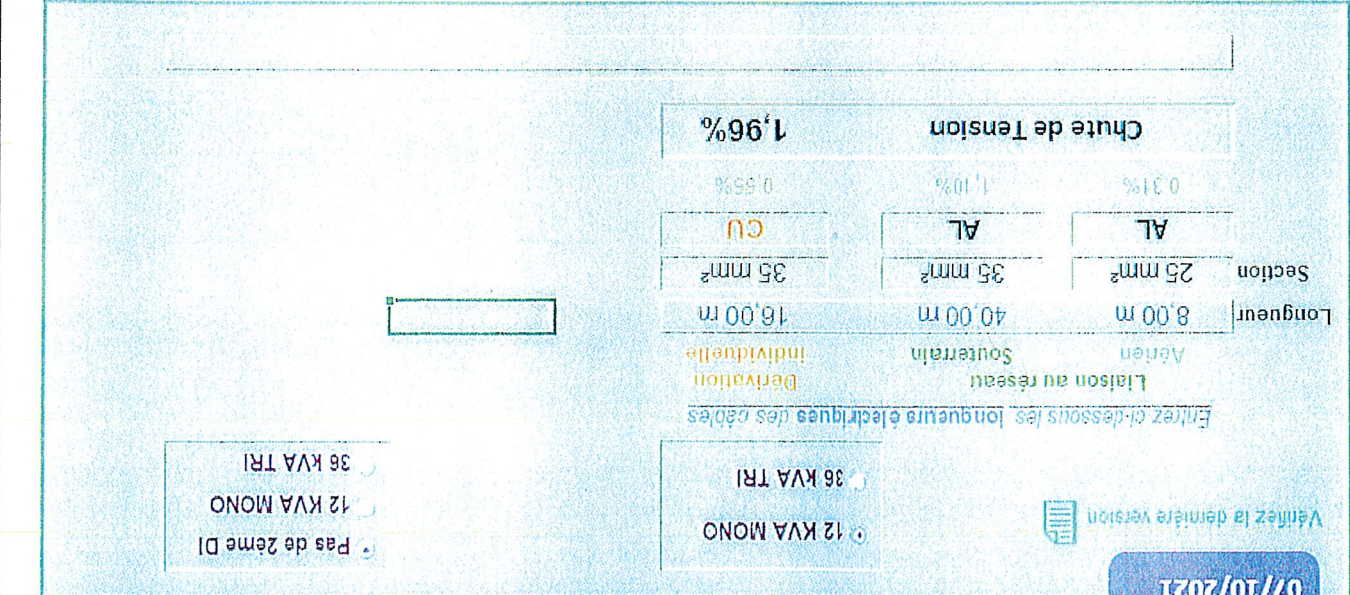 07/10/2021
Vérifiez la dernière version
12 KVA MONO
36 KVA TRI
Pas de 2ème DI
12 KVA MONO
36 KVA TRI
Entrez ci-dessous les longueurs électriques des câbles
Liaison au réseau
Dérivation individuelle
Aérien
Souterrain
Longueur 8,00 m 40,00 m 16,00 m
Section 25 mm² 35 mm² 35 mm²
AL AL CU
0,31% 1,10% 0,55%
Chute de Tension 1,96%